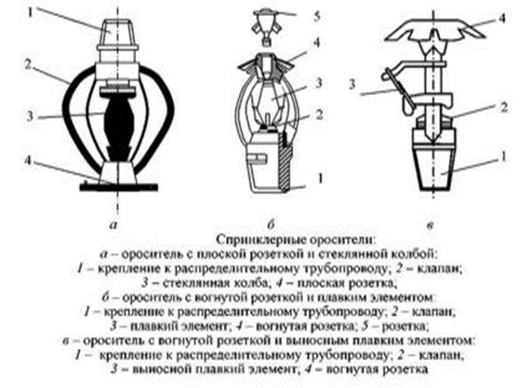 1
2
3
4
а
5
4
3
2
1
б
4
3
2
1
в
Спринклерные оросители:
а – ороситель с плоской розеткой и стеклянной колбой:
1 – крепление к распределительному трубопроводу; 2 – клапан;
3 – стеклянная колба, 4 – плоская розетка;
б – ороситель с вогнутой розеткой и плавким элементом:
1 – крепление к распределительному трубопроводу; 2 – клапан,
3 – плавкий элемент; 4 – вогнутая розетка; 5 – розетка;
в – ороситель с вогнутой розеткой и выносным плавким элементом:
1 – крепление к распределительному трубопроводу; 2 – клапан,
3 – выносной плавкий элемент, 4 – вогнутая розетка